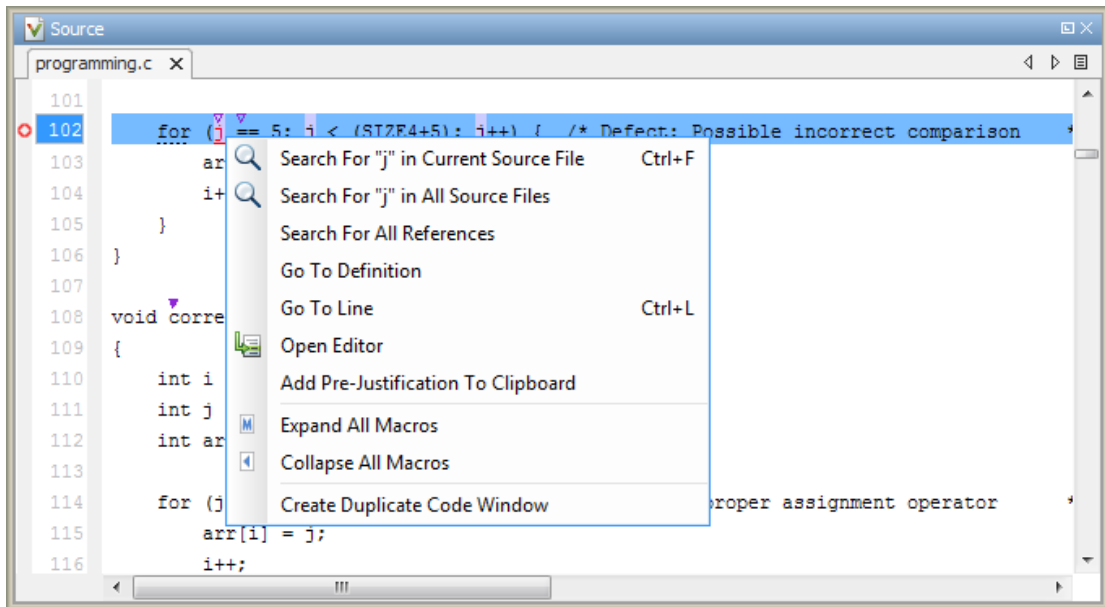 Source
programming.c
101
102 for (j == 5; j < (SIZE4+5); j++) { /* Defect: Possible incorrect comparison *
103 ar
104 i+
105 }
106 }
107
108 void corre
109 {
110 int i
111 int j
112 int ar
113
114 for (j proper assignment operator *
115 arr[i] = j;
116 i++;
Search For "j" in Current Source File Ctrl+F
Search For "j" in All Source Files
Search For All References
Go To Definition
Go To Line Ctrl+L
Open Editor
Add Pre-Justification To Clipboard
M Expand All Macros
Collapse All Macros
Create Duplicate Code Window